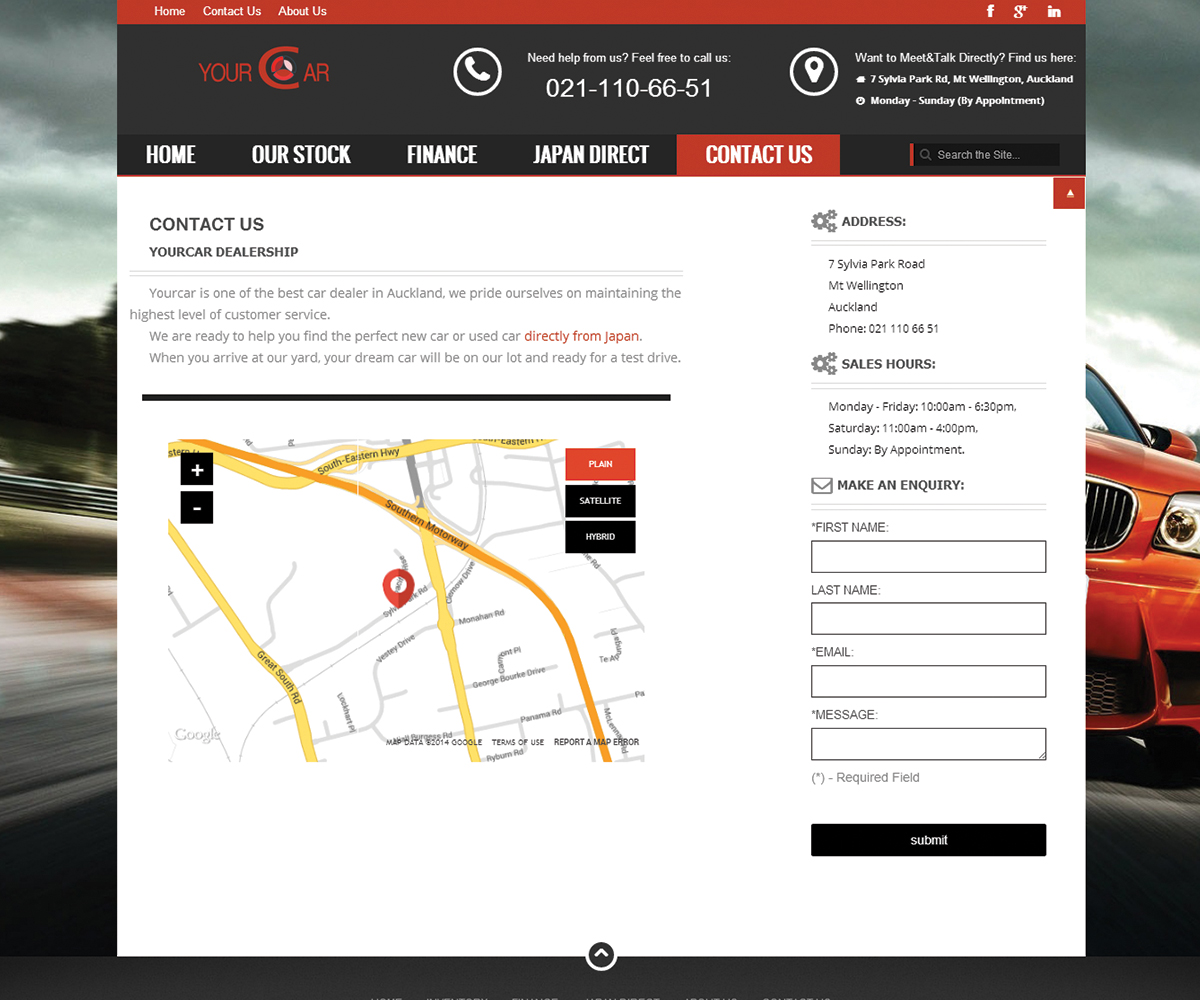 Home Contact Us About Us
YOUR CAR
Need help from us? Feel free to call us:
021-110-66-51
Want to Meet&Talk Directly? Find us here:
7 Sylvia Park Rd, Mt Wellington, Auckland
Monday - Sunday (By Appointment)
HOME OUR STOCK FINANCE JAPAN DIRECT CONTACT US
Search the Site...
CONTACT US
YOURCAR DEALERSHIP
Yourcar is one of the best car dealer in Auckland, we pride ourselves on maintaining the
highest level of customer service.
We are ready to help you find the perfect new car or used car directly from Japan.
When you arrive at our yard, your dream car will be on our lot and ready for a test drive.
+
-
PLAIN
SATELLITE
HYBRID
South-Eastern Hwy
Southern Motorway
Clemow Drive
Monahan Rd
Vestey Drive
George Bourke Drive
Great South Rd
Lockhart Pl
Panama Rd
Ryburn Rd
Google
MAP DATA ©2014 GOOGLE TERMS OF USE REPORT A MAP ERROR
ADDRESS:
7 Sylvia Park Road
Mt Wellington
Auckland
Phone: 021 110 66 51
SALES HOURS:
Monday - Friday: 10:00am - 6:30pm,
Saturday: 11:00am - 4:00pm,
Sunday: By Appointment.
MAKE AN ENQUIRY:
*FIRST NAME:
LAST NAME:
*EMAIL:
*MESSAGE:
(*) - Required Field
submit